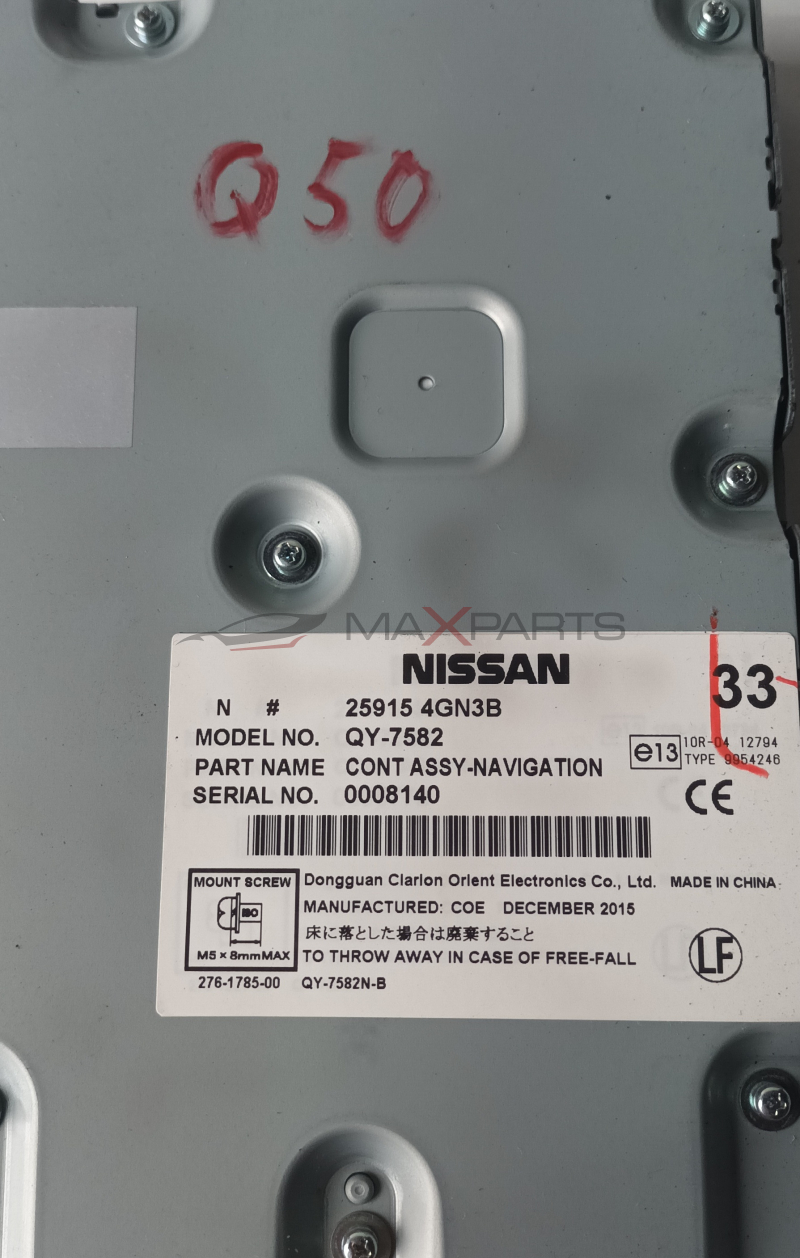 Q50
MAXPARTS
NISSAN
33
N # 25915 4GN3B
MODEL NO. QY-7582
PART NAME CONT ASSY-NAVIGATION
SERIAL NO. 0008140
e13
10R-04 12794
TYPE 9954246
CE
MOUNT SCREW
ISO
M5×8mmMAX
Dongguan Clarion Orient Electronics Co., Ltd. MADE IN CHINA
MANUFACTURED: COE DECEMBER 2015
床に落とした場合は廃棄すること
TO THROW AWAY IN CASE OF FREE-FALL
LF
276-1785-00 QY-7582N-B